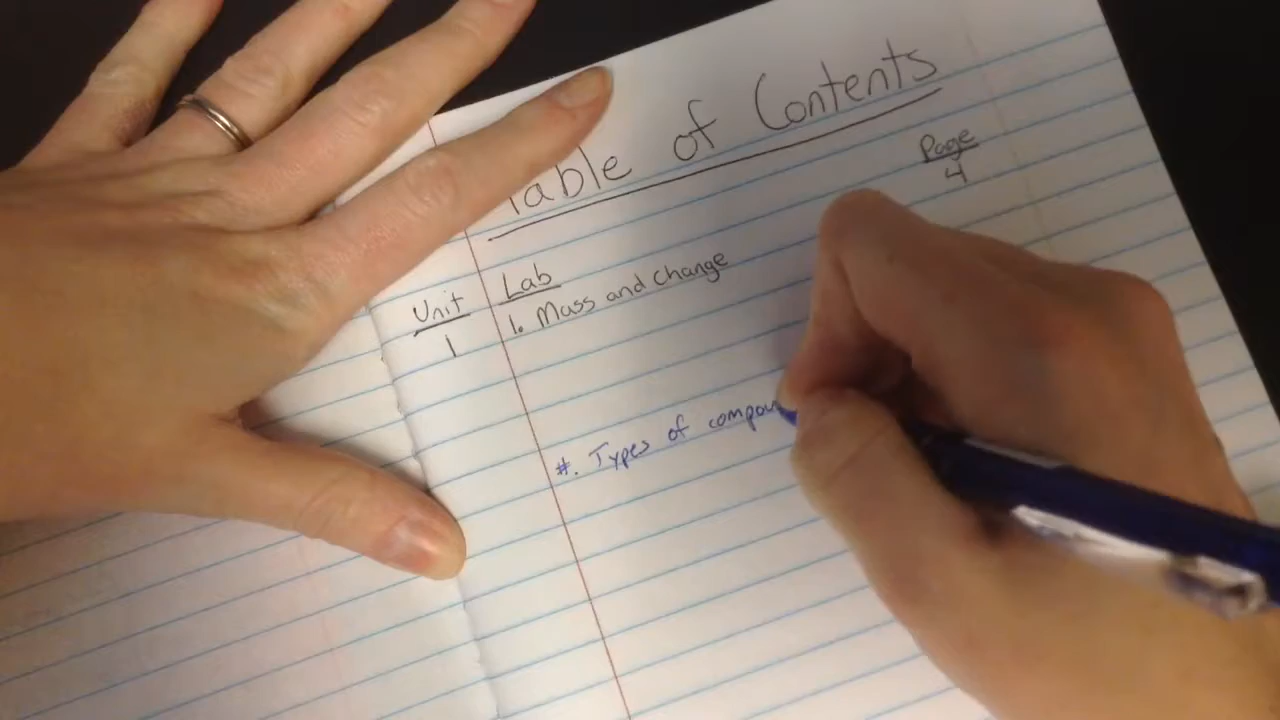 Table of Contents
Unit Lab Page
1 1. Mass and Change 4
#. Types of compou